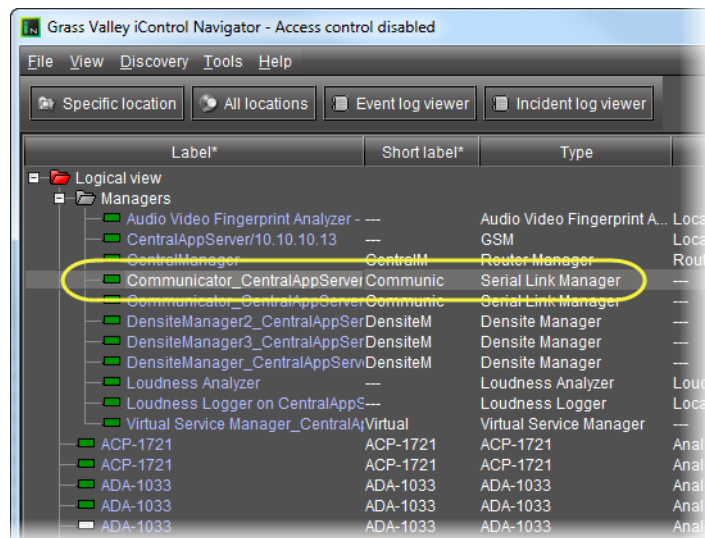 Grass Valley iControl Navigator - Access control disabled
File View Discovery Tools Help
Specific location All locations Event log viewer Incident log viewer
Label* Short label* Type
Logical view
Managers
Audio Video Fingerprint Analyzer - --- Audio Video Fingerprint A... Loca
CentralAppServer/10.10.10.13 --- GSM Loca
CentralManager CentralM Router Manager Rout
Communicator_CentralAppServer Communic Serial Link Manager ---
Communicator_CentralAppServer Communic Serial Link Manager ---
DensiteManager2_CentralAppSer DensiteM Densite Manager ---
DensiteManager3_CentralAppSer DensiteM Densite Manager ---
DensiteManager_CentralAppServ DensiteM Densite Manager ---
Loudness Analyzer --- Loudness Analyzer Loud
Loudness Logger on CentralAppS --- Loudness Logger Loca
Virtual Service Manager_CentralAp Virtual Virtual Service Manager ---
ACP-1721 ACP-1721 ACP-1721 Anal
ACP-1721 ACP-1721 ACP-1721 Anal
ADA-1033 ADA-1033 ADA-1033 Anal
ADA-1033 ADA-1033 ADA-1033 Anal
ADA-1033 ADA-1033 ADA-1033 Anal